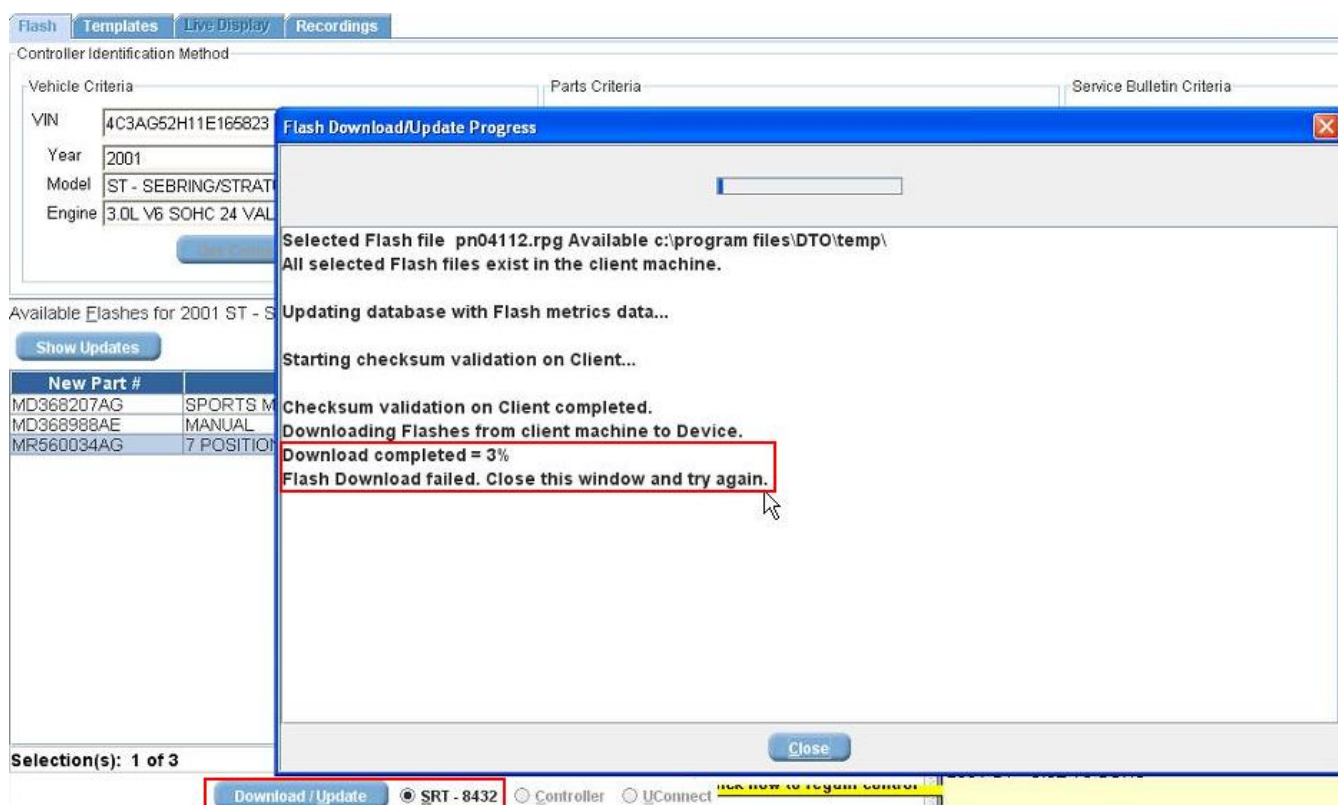 Flash Templates Live Display Recordings
Controller Identification Method
Vehicle Criteria Parts Criteria Service Bulletin Criteria
VIN 4C3AG52H11E165823
Flash Download/Update Progress
Year 2001
Model ST - SEBRING/STRAT
Engine 3.0L V6 SOHC 24 VAL
Selected Flash file pn04112.rpg Available c:\program files\DTO\temp\
All selected Flash files exist in the client machine.
Available Flashes for 2001 ST - S
Updating database with Flash metrics data...
Show Updates
Starting checksum validation on Client...
New Part #
MD368207AG SPORTS M
Checksum validation on Client completed.
MD368988AE MANUAL
Downloading Flashes from client machine to Device.
MR560034AG 7 POSITION
Download completed = 3%
Flash Download failed. Close this window and try again.
Close
Selection(s): 1 of 3
Download / Update SRT - 8432 Controller UConnect